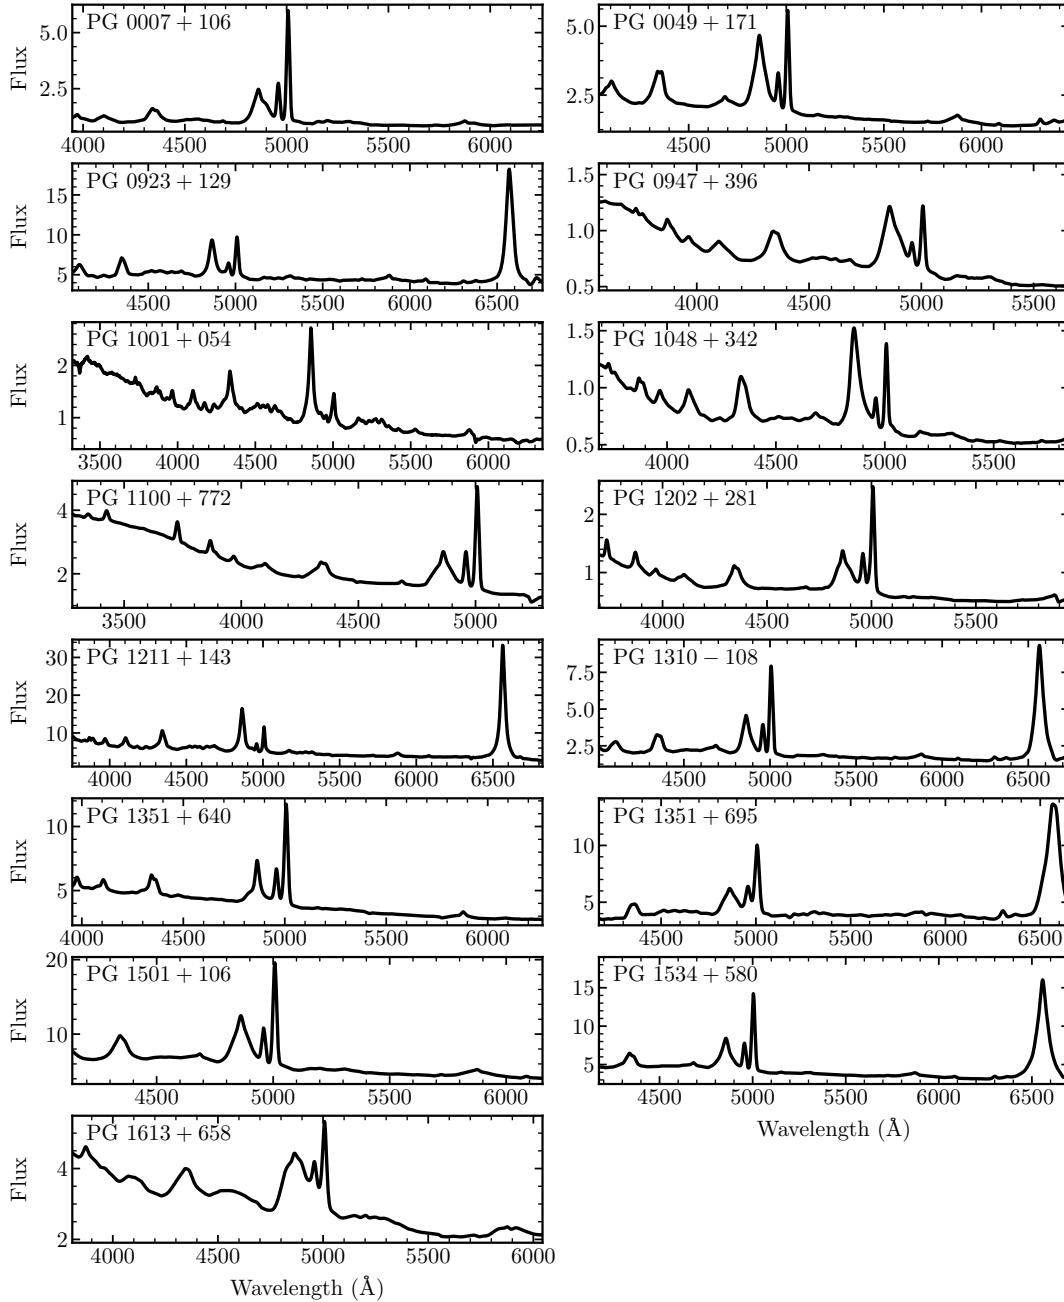 PG 0007 + 106
PG 0049 + 171
Flux
5.0
2.5
5.0
2.5
4000 4500 5000 5500 6000
4500 5000 5500 6000
PG 0923 + 129
PG 0947 + 396
Flux
15
10
5
1.5
1.0
0.5
4500 5000 5500 6000 6500
4000 4500 5000 5500
PG 1001 + 054
PG 1048 + 342
Flux
2
1
1.5
1.0
0.5
3500 4000 4500 5000 5500 6000
4000 4500 5000 5500
PG 1100 + 772
PG 1202 + 281
Flux
4
2
2
1
3500 4000 4500 5000
4000 4500 5000 5500
PG 1211 + 143
PG 1310 − 108
Flux
30
20
10
7.5
5.0
2.5
4000 4500 5000 5500 6000 6500
4500 5000 5500 6000 6500
PG 1351 + 640
PG 1351 + 695
Flux
10
5
10
5
4000 4500 5000 5500 6000
4500 5000 5500 6000 6500
PG 1501 + 106
PG 1534 + 580
Flux
20
10
15
10
5
4500 5000 5500 6000
4500 5000 5500 6000 6500
Wavelength (Å)
PG 1613 + 658
Flux
4
2
4000 4500 5000 5500 6000
Wavelength (Å)